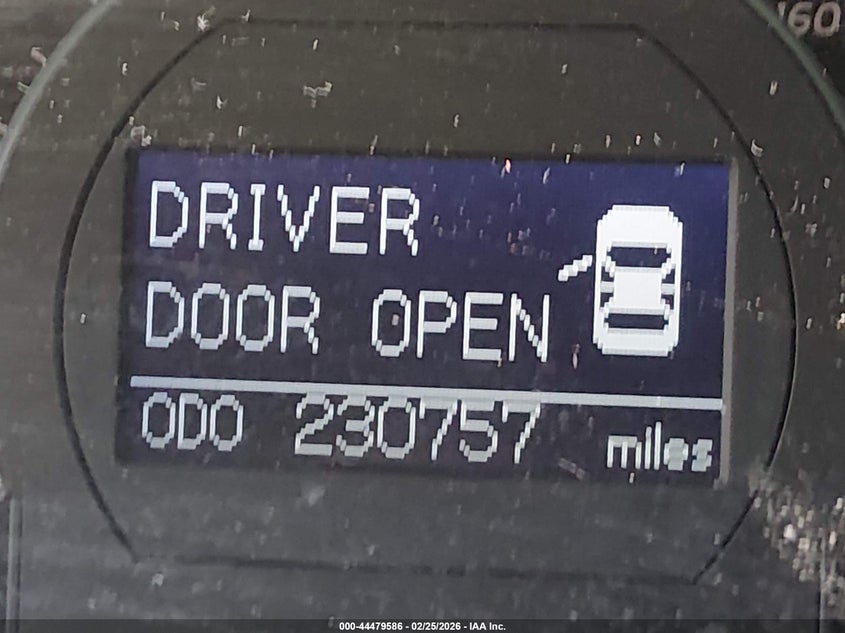 160
DRIVER
DOOR OPEN
ODO 230757 miles
000-44479586 - 02/25/2026 - IAA Inc.